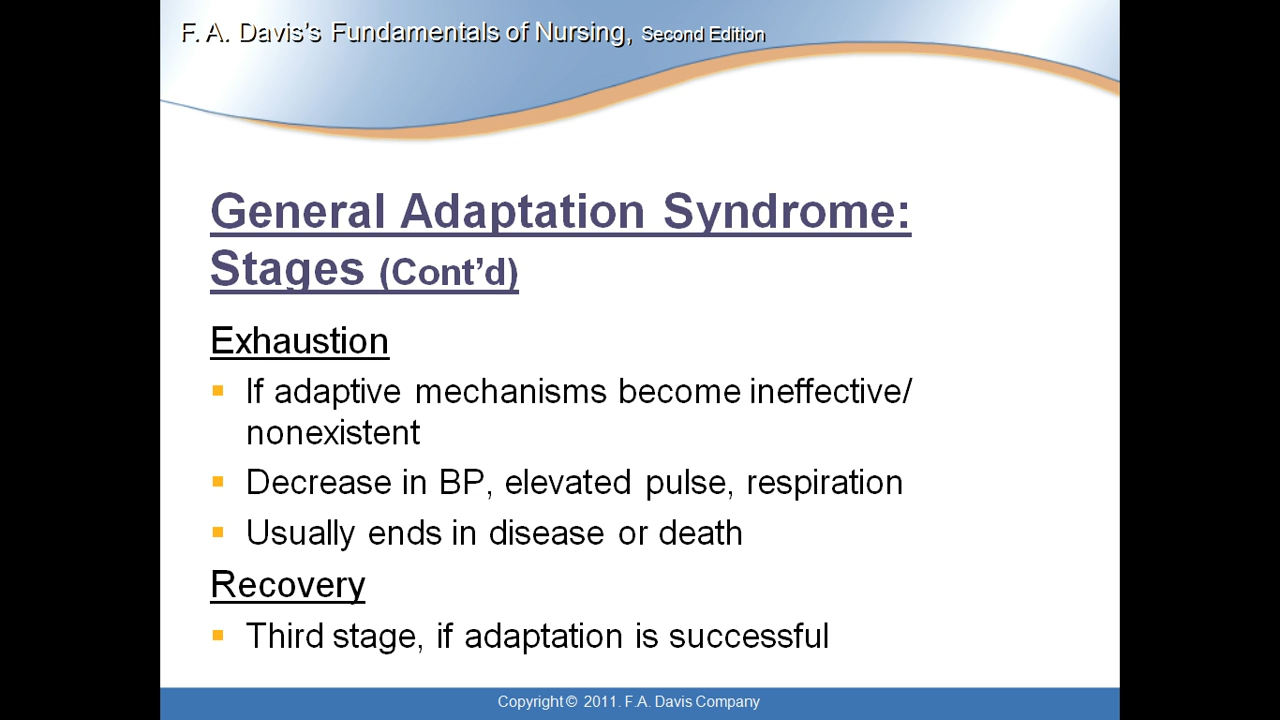 F. A. Davis's Fundamentals of Nursing, Second Edition
General Adaptation Syndrome:
Stages (Cont'd)
Exhaustion
▪ If adaptive mechanisms become ineffective/
nonexistent
▪ Decrease in BP, elevated pulse, respiration
▪ Usually ends in disease or death
Recovery
▪ Third stage, if adaptation is successful
Copyright © 2011. F.A. Davis Company